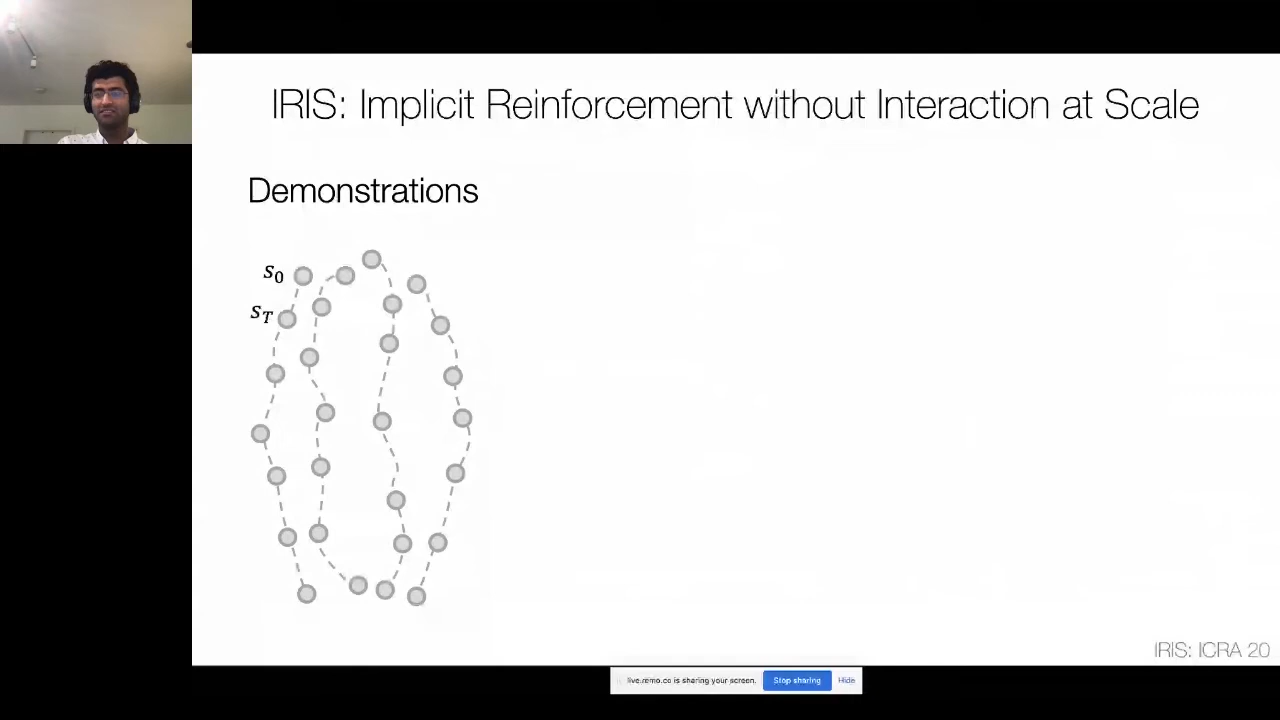 IRIS: Implicit Reinforcement without Interaction at Scale
Demonstrations
s0
sT
IRIS: ICRA 20
live.remo.co is sharing your screen.
Stop sharing
Hide